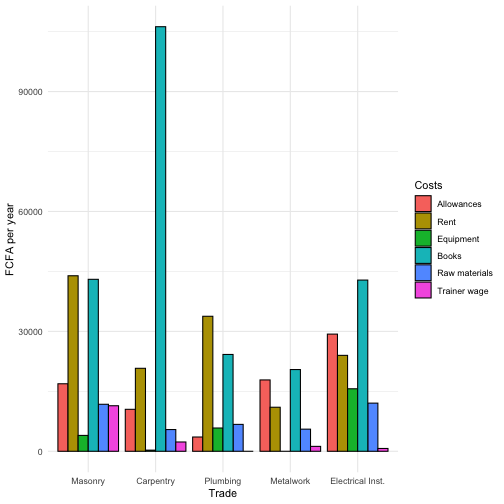 FCFA per year
90000
60000
30000
0
Masonry Carpentry Plumbing Metalwork Electrical Inst.
Trade
Costs
Allowances
Rent
Equipment
Books
Raw materials
Trainer wage